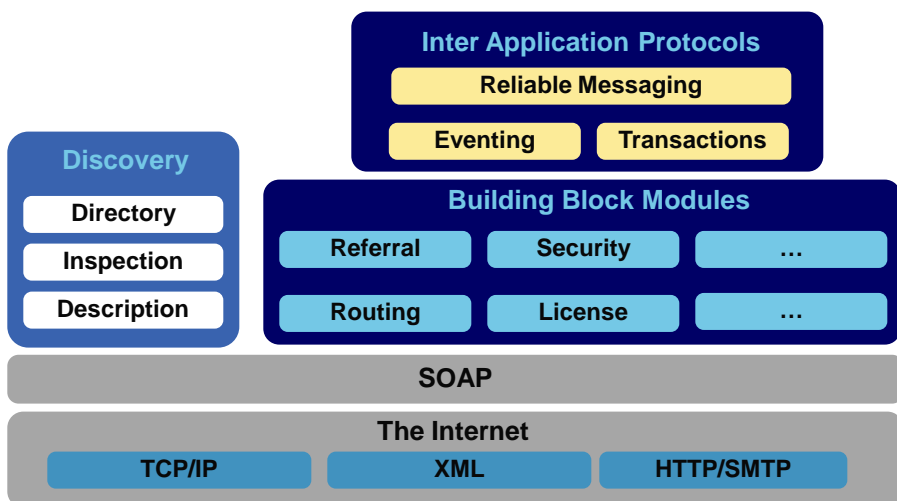 Inter Application Protocols
Reliable Messaging
Eventing
Transactions
Discovery
Directory
Inspection
Description
Building Block Modules
Referral
Security
…
Routing
License
…
SOAP
The Internet
TCP/IP
XML
HTTP/SMTP